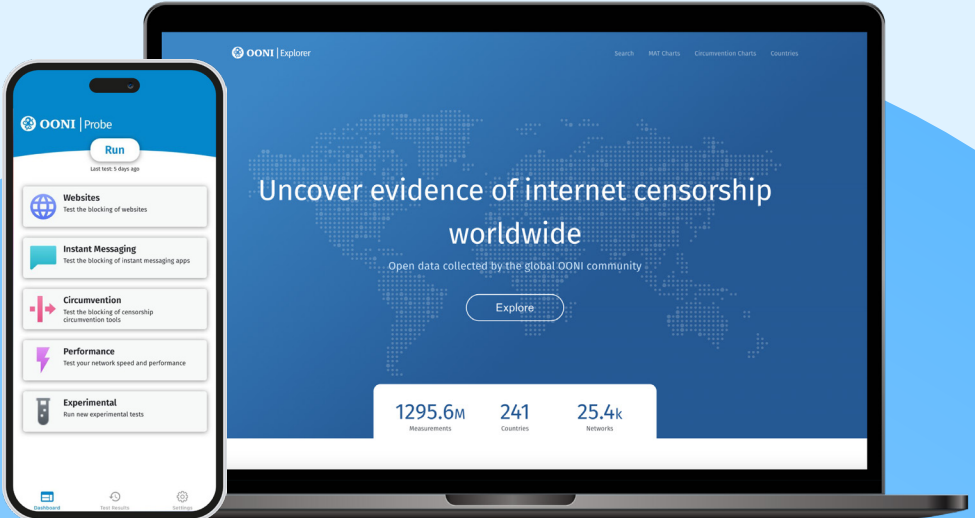 OONI | Probe
Run
Last test: 5 days ago
Websites
Test the blocking of websites
Instant Messaging
Test the blocking of instant messaging apps
Circumvention
Test the blocking of censorship
circumvention tools
Performance
Test your network speed and performance
Experimental
Run new experimental tests
Dashboard
Test Results
Settings
OONI | Explorer
Search
MAT Charts
Circumvention Charts
Countries
Uncover evidence of internet censorship
worldwide
Open data collected by the global OONI community
Explore
1295.6M
Measurements
241
Countries
25.4k
Networks